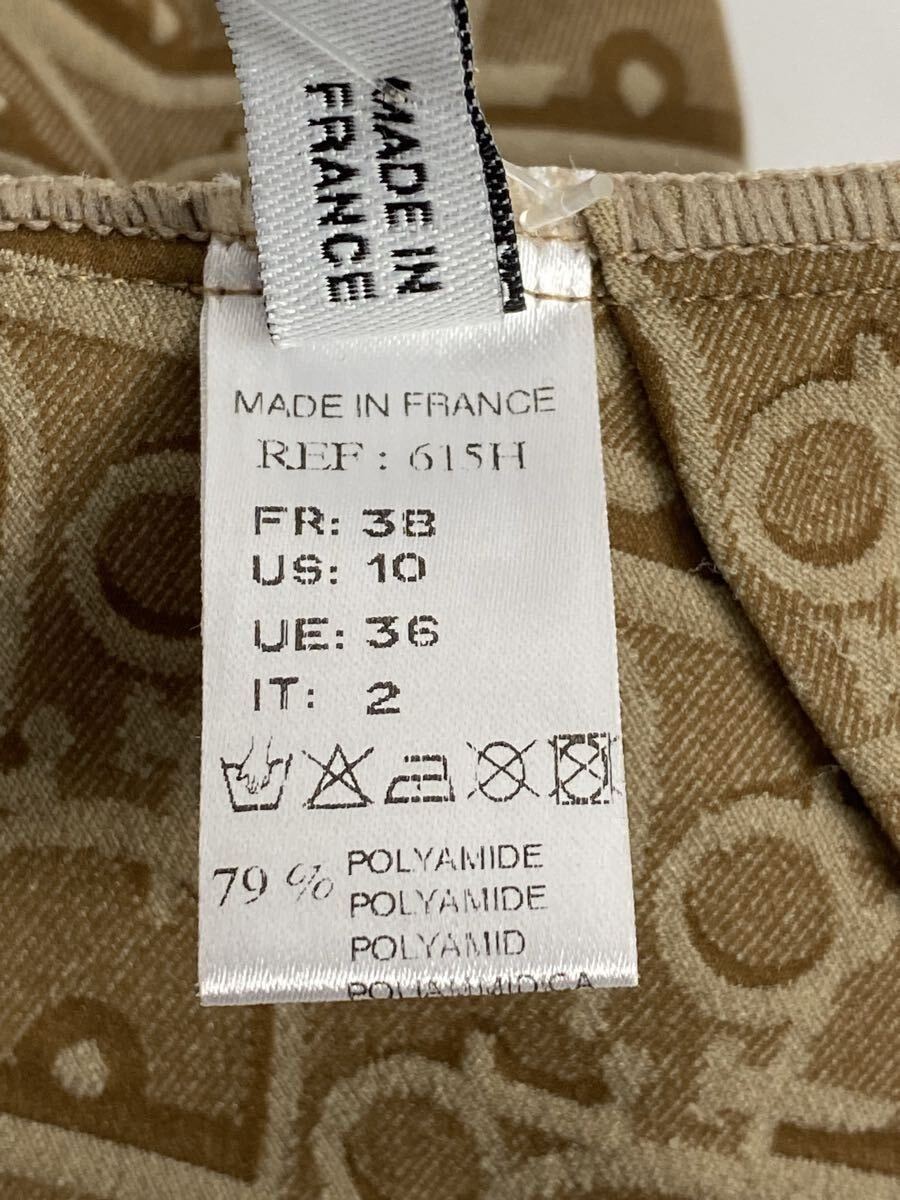 MADE IN
FRANCE
MADE IN FRANCE
REF : 615H
FR: 38
US: 10
UE: 36
IT: 2
79 % POLYAMIDE
POLYAMIDE
POLYAMID